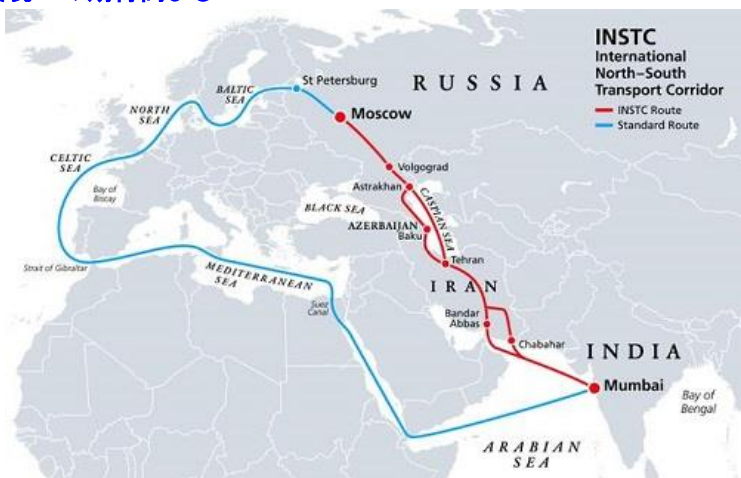 INSTC
International
North–South
Transport Corridor
INSTC Route
Standard Route
St Petersburg
RUSSIA
BALTIC
SEA
Moscow
NORTH
SEA
CELTIC
SEA
Volgograd
Bay of
Biscay
Astrakhan
CASPIAN SEA
BLACK SEA
AZERBAIJAN
Baku
Strait of Gibraltar
MEDITERRANEAN
SEA
Tehran
IRAN
Suez
Canal
Bandar
Abbas
Chabahar
INDIA
Mumbai
Bay of
Bengal
ARABIAN
SEA